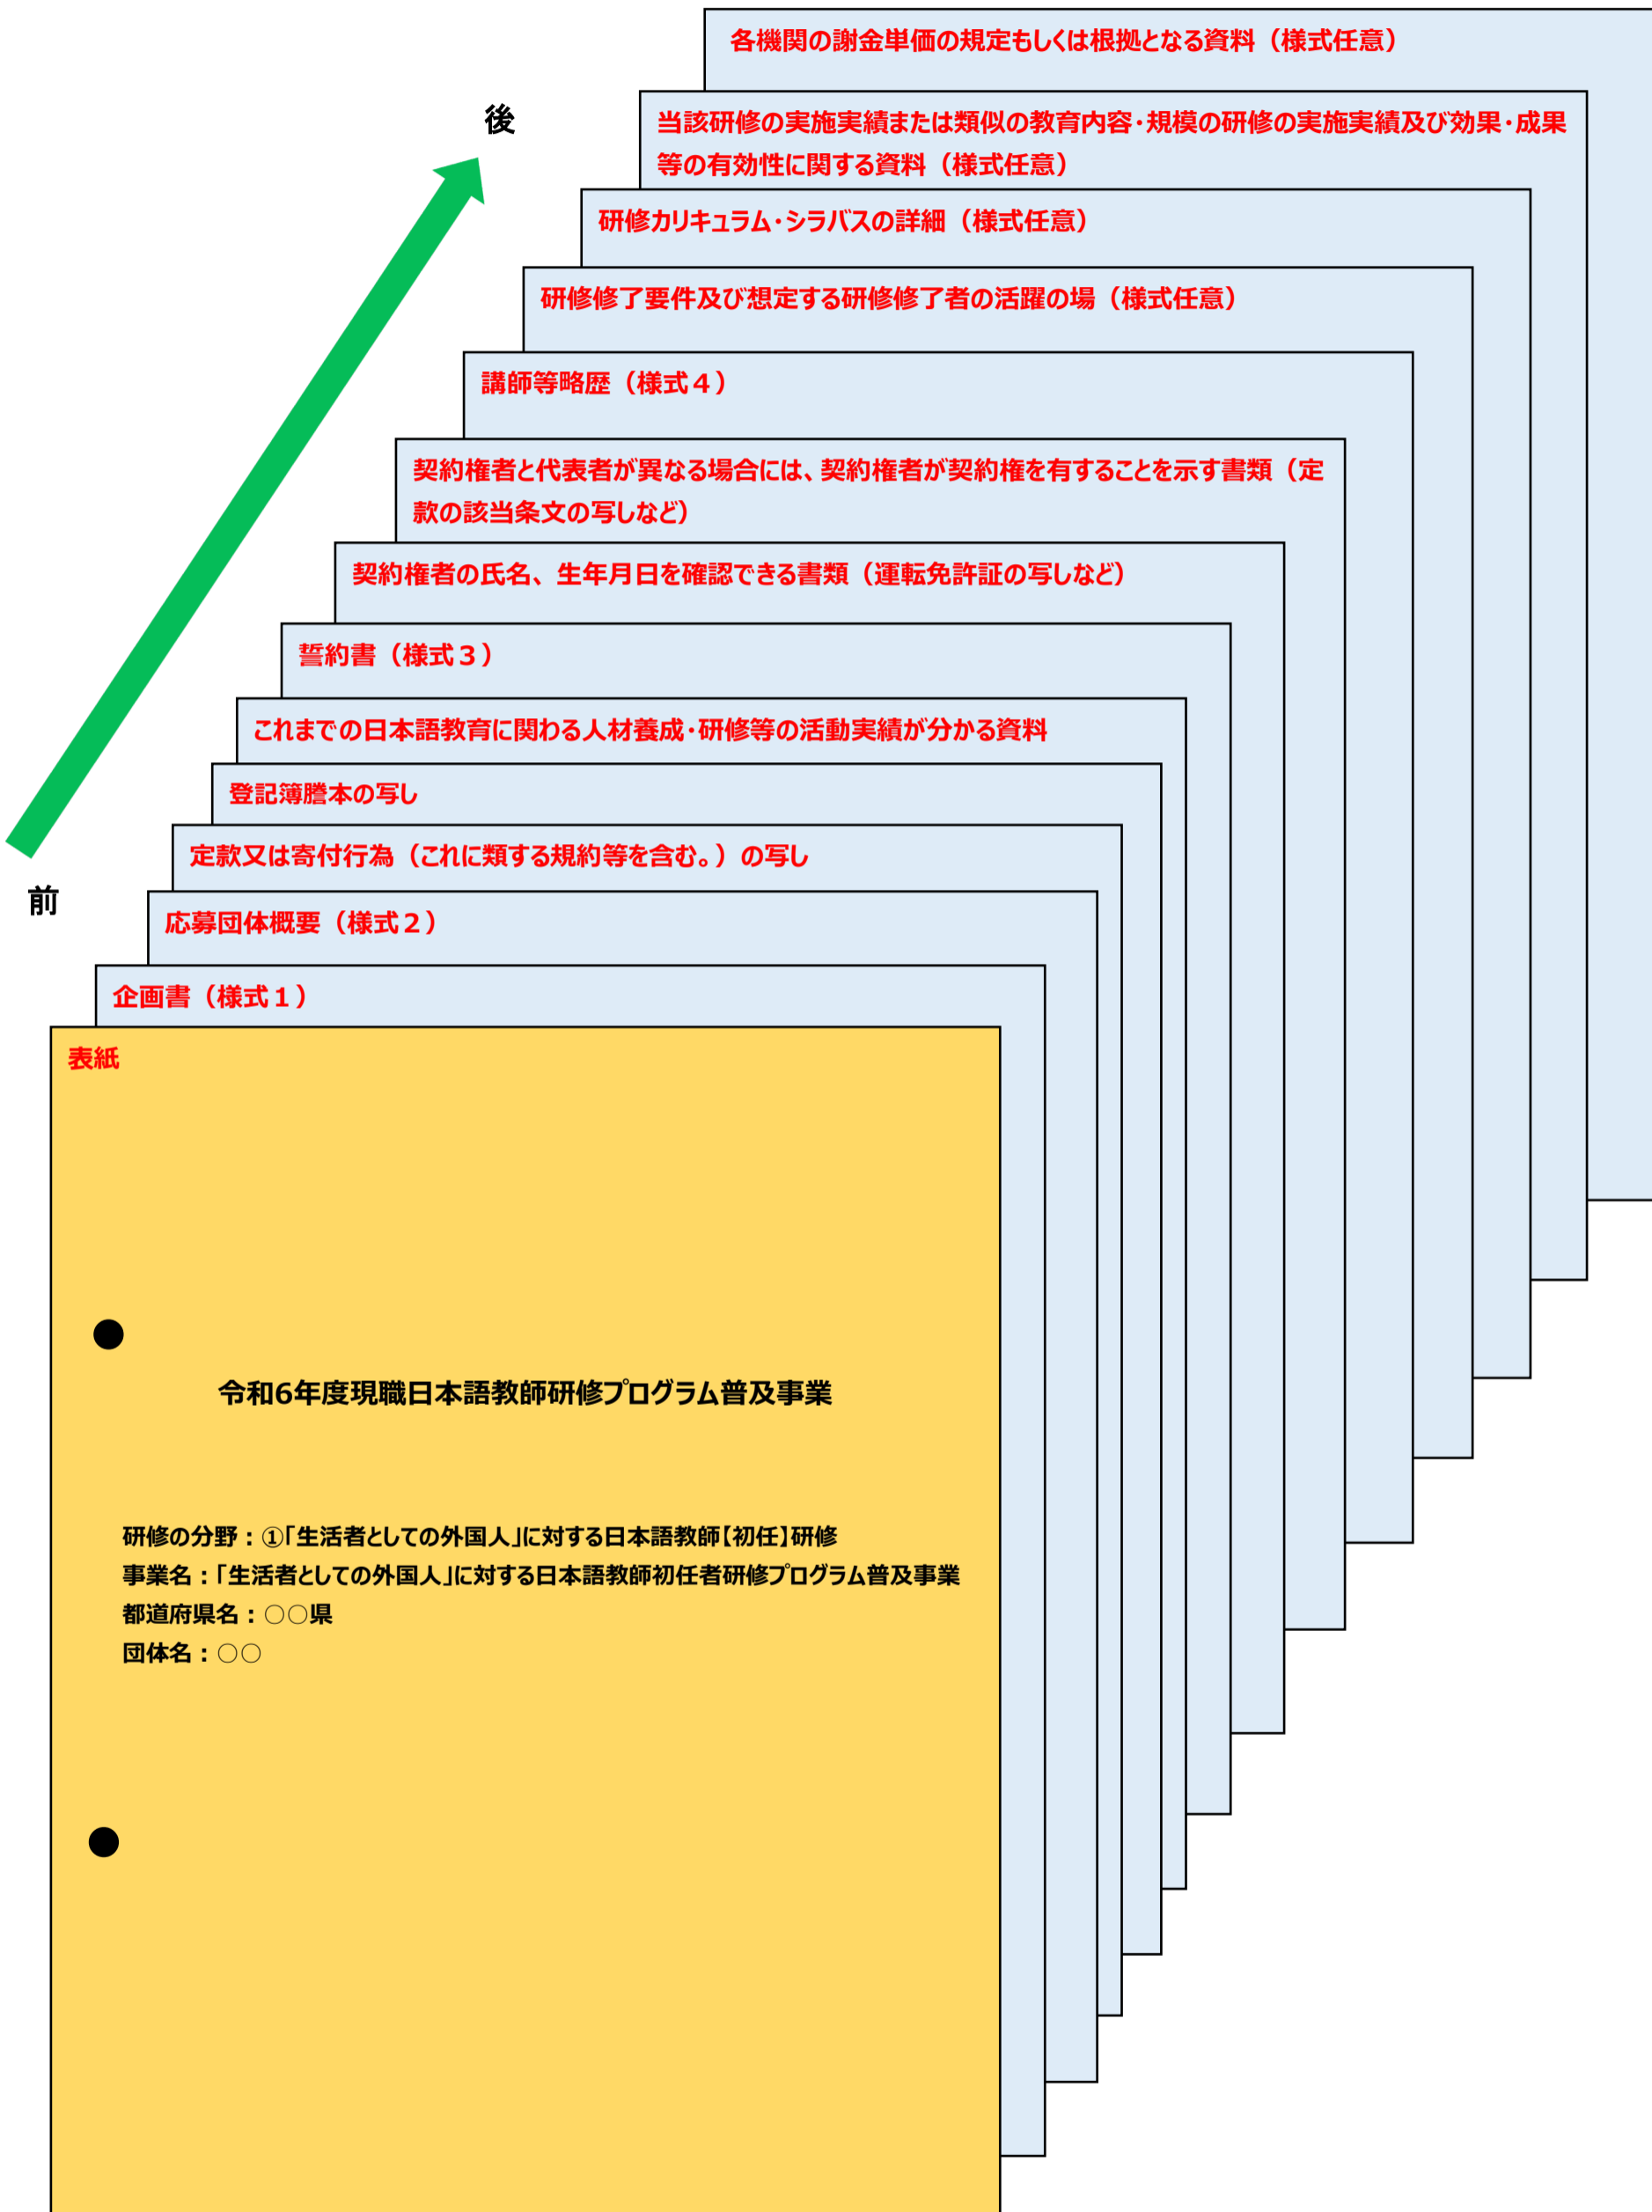 各機関の謝金単価の規定もしくは根拠となる資料（様式任意）
後
当該研修の実施実績または類似の教育内容・規模の研修の実施実績及び効果・成果
等の有効性に関する資料（様式任意）
研修カリキュラム・シラバスの詳細（様式任意）
研修修了要件及び想定する研修修了者の活躍の場（様式任意）
講師等略歴（様式４）
契約権者と代表者が異なる場合には、契約権者が契約権を有することを示す書類（定
款の該当条文の写しなど）
契約権者の氏名、生年月日を確認できる書類（運転免許証の写しなど）
誓約書（様式３）
これまでの日本語教育に関わる人材養成・研修等の活動実績が分かる資料
登記簿謄本の写し
定款又は寄付行為（これに類する規約等を含む。）の写し
前
応募団体概要（様式２）
企画書（様式１）
表紙
令和6年度現職日本語教師研修プログラム普及事業
研修の分野：①「生活者としての外国人」に対する日本語教師【初任】研修
事業名：「生活者としての外国人」に対する日本語教師初任者研修プログラム普及事業
都道府県名：○○県
団体名：○○